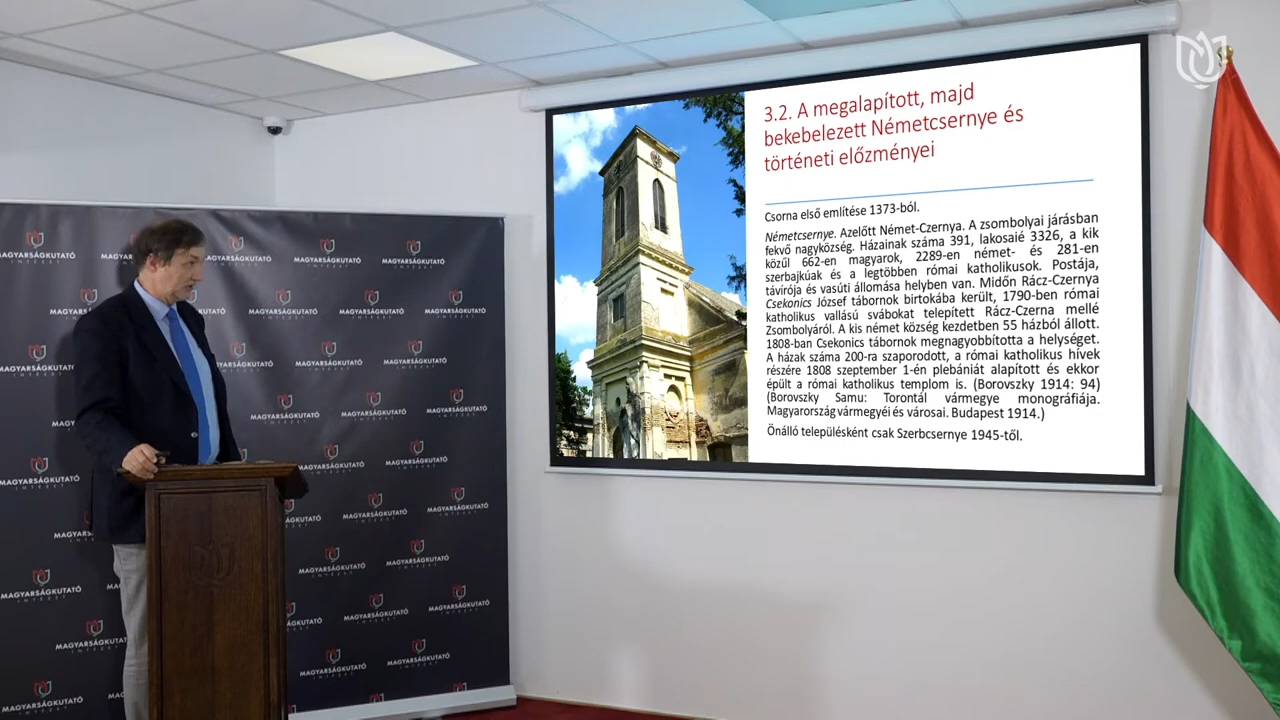 3.2. A megalapított, majd
bekebelezett Németcsernye és
történeti előzményei
Csorna első említése 1373-ból.
Németcsernye. Azelőtt Német-Czernya. A zsombolyai járásban
fekvő nagyközség. Házainak száma 391, lakosaié 3326, a kik
közűl 662-en magyarok, 2289-en német- és 281-en
szerbajkúak és a legtöbben római katholikusok. Postája,
távírója és vasúti állomása helyben van. Midőn Rácz-Czernya
Csekonics József tábornok birtokába került, 1790-ben római
katholikus vallású svábokat telepített Rácz-Czerna mellé
Zsombolyáról. A kis német község kezdetben 55 házból állott.
1808-ban Csekonics tábornok megnagyobbította a helységet.
A házak száma 200-ra szaporodott, a római katholikus hívek
részére 1808 szeptember 1-én plebániát alapított és ekkor
épült a római katholikus templom is. (Borovszky 1914: 94)
(Borovszky Samu: Torontál vármegye monográfiája.
Magyarország vármegyéi és városai. Budapest 1914.)
Önálló településként csak Szerbcsernye 1945-től.
MAGYARSÁGKUTATÓ
INTÉZET